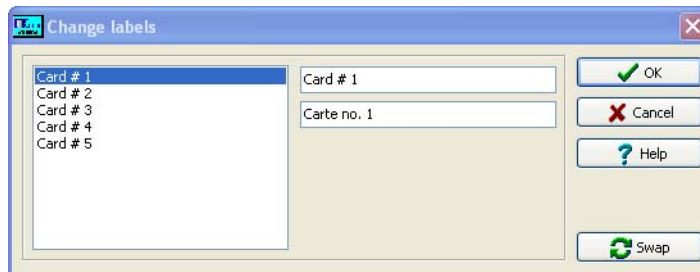 Change labels
Card # 1
Card # 2
Card # 3
Card # 4
Card # 5
Card # 1
Carte no. 1
OK
Cancel
Help
Swap